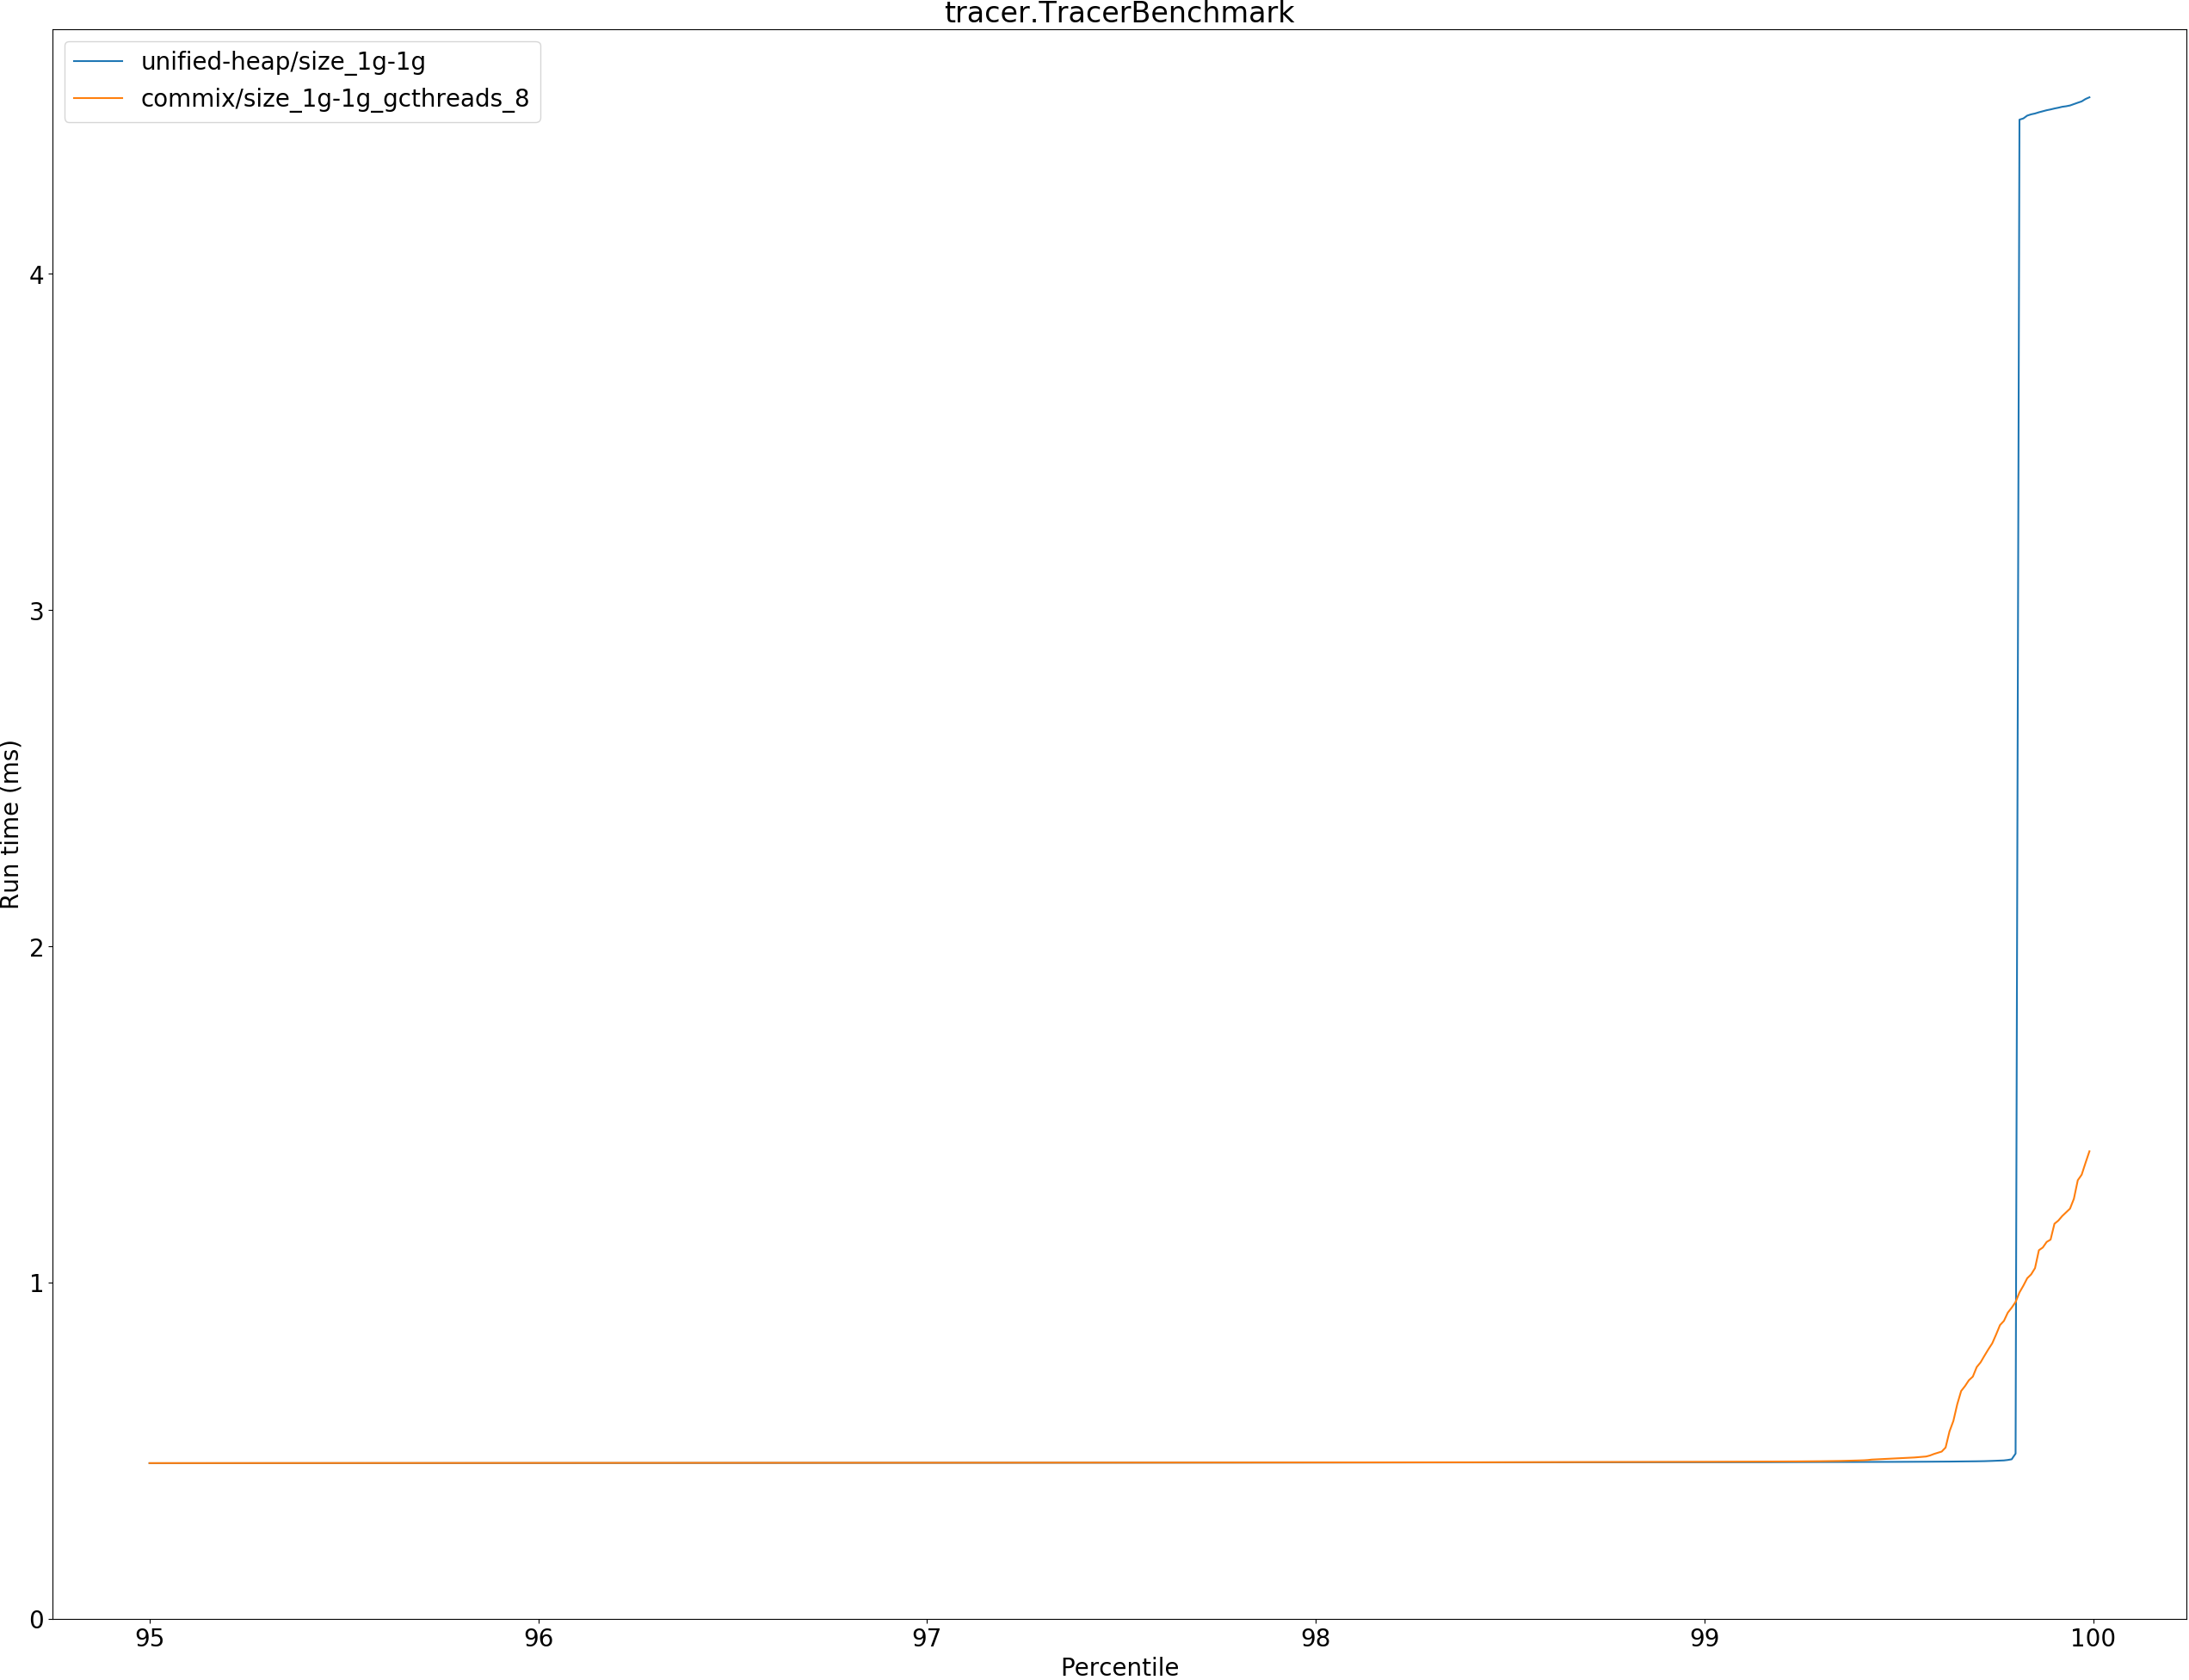 tracer.TracerBenchmark
unified-heap/size_1g-1g
commix/size_1g-1g_gcthreads_8
4
3
2
1
0
Run time (ms)
95 96 97 98 99 100
Percentile